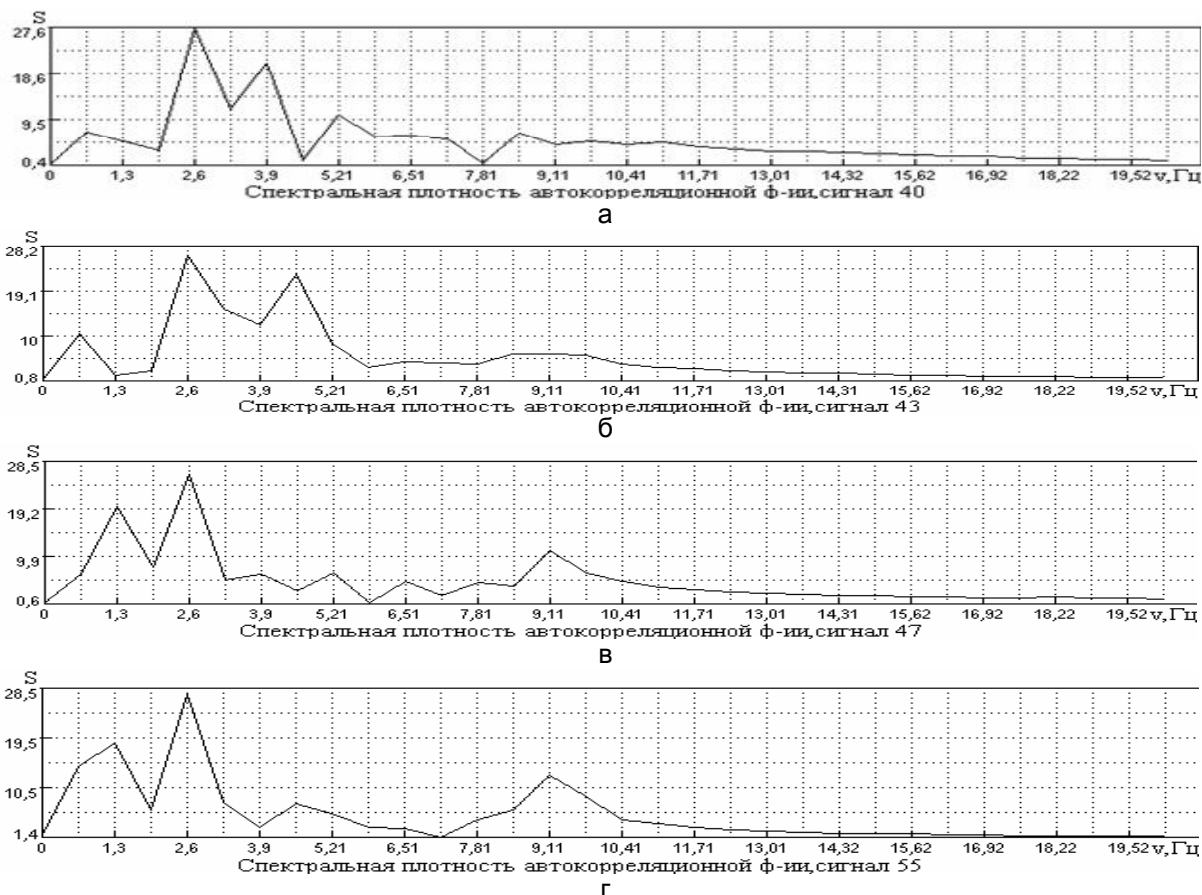 S
27,6
18,6
9,5
0,4
0 1,3 2,6 3,9 5,21 6,51 7,81 9,11 10,41 11,71 13,01 14,32 15,62 16,92 18,22 19,52 v,Гц
Спектральная плотность автокорреляционной ф-ии,сигнал 40
а
S
28,2
19,1
10
0,8
0 1,3 2,6 3,9 5,21 6,51 7,81 9,11 10,41 11,71 13,01 14,31 15,62 16,92 18,22 19,52 v,Гц
Спектральная плотность автокорреляционной ф-ии,сигнал 43
б
S
28,5
19,2
9,9
0,6
0 1,3 2,6 3,9 5,21 6,51 7,81 9,11 10,41 11,71 13,01 14,31 15,62 16,92 18,22 19,52 v,Гц
Спектральная плотность автокорреляционной ф-ии,сигнал 47
в
S
28,5
19,5
10,5
1,4
0 1,3 2,6 3,9 5,21 6,51 7,81 9,11 10,41 11,71 13,01 14,32 15,62 16,92 18,22 19,52 v,Гц
Спектральная плотность автокорреляционной ф-ии,сигнал 55
г